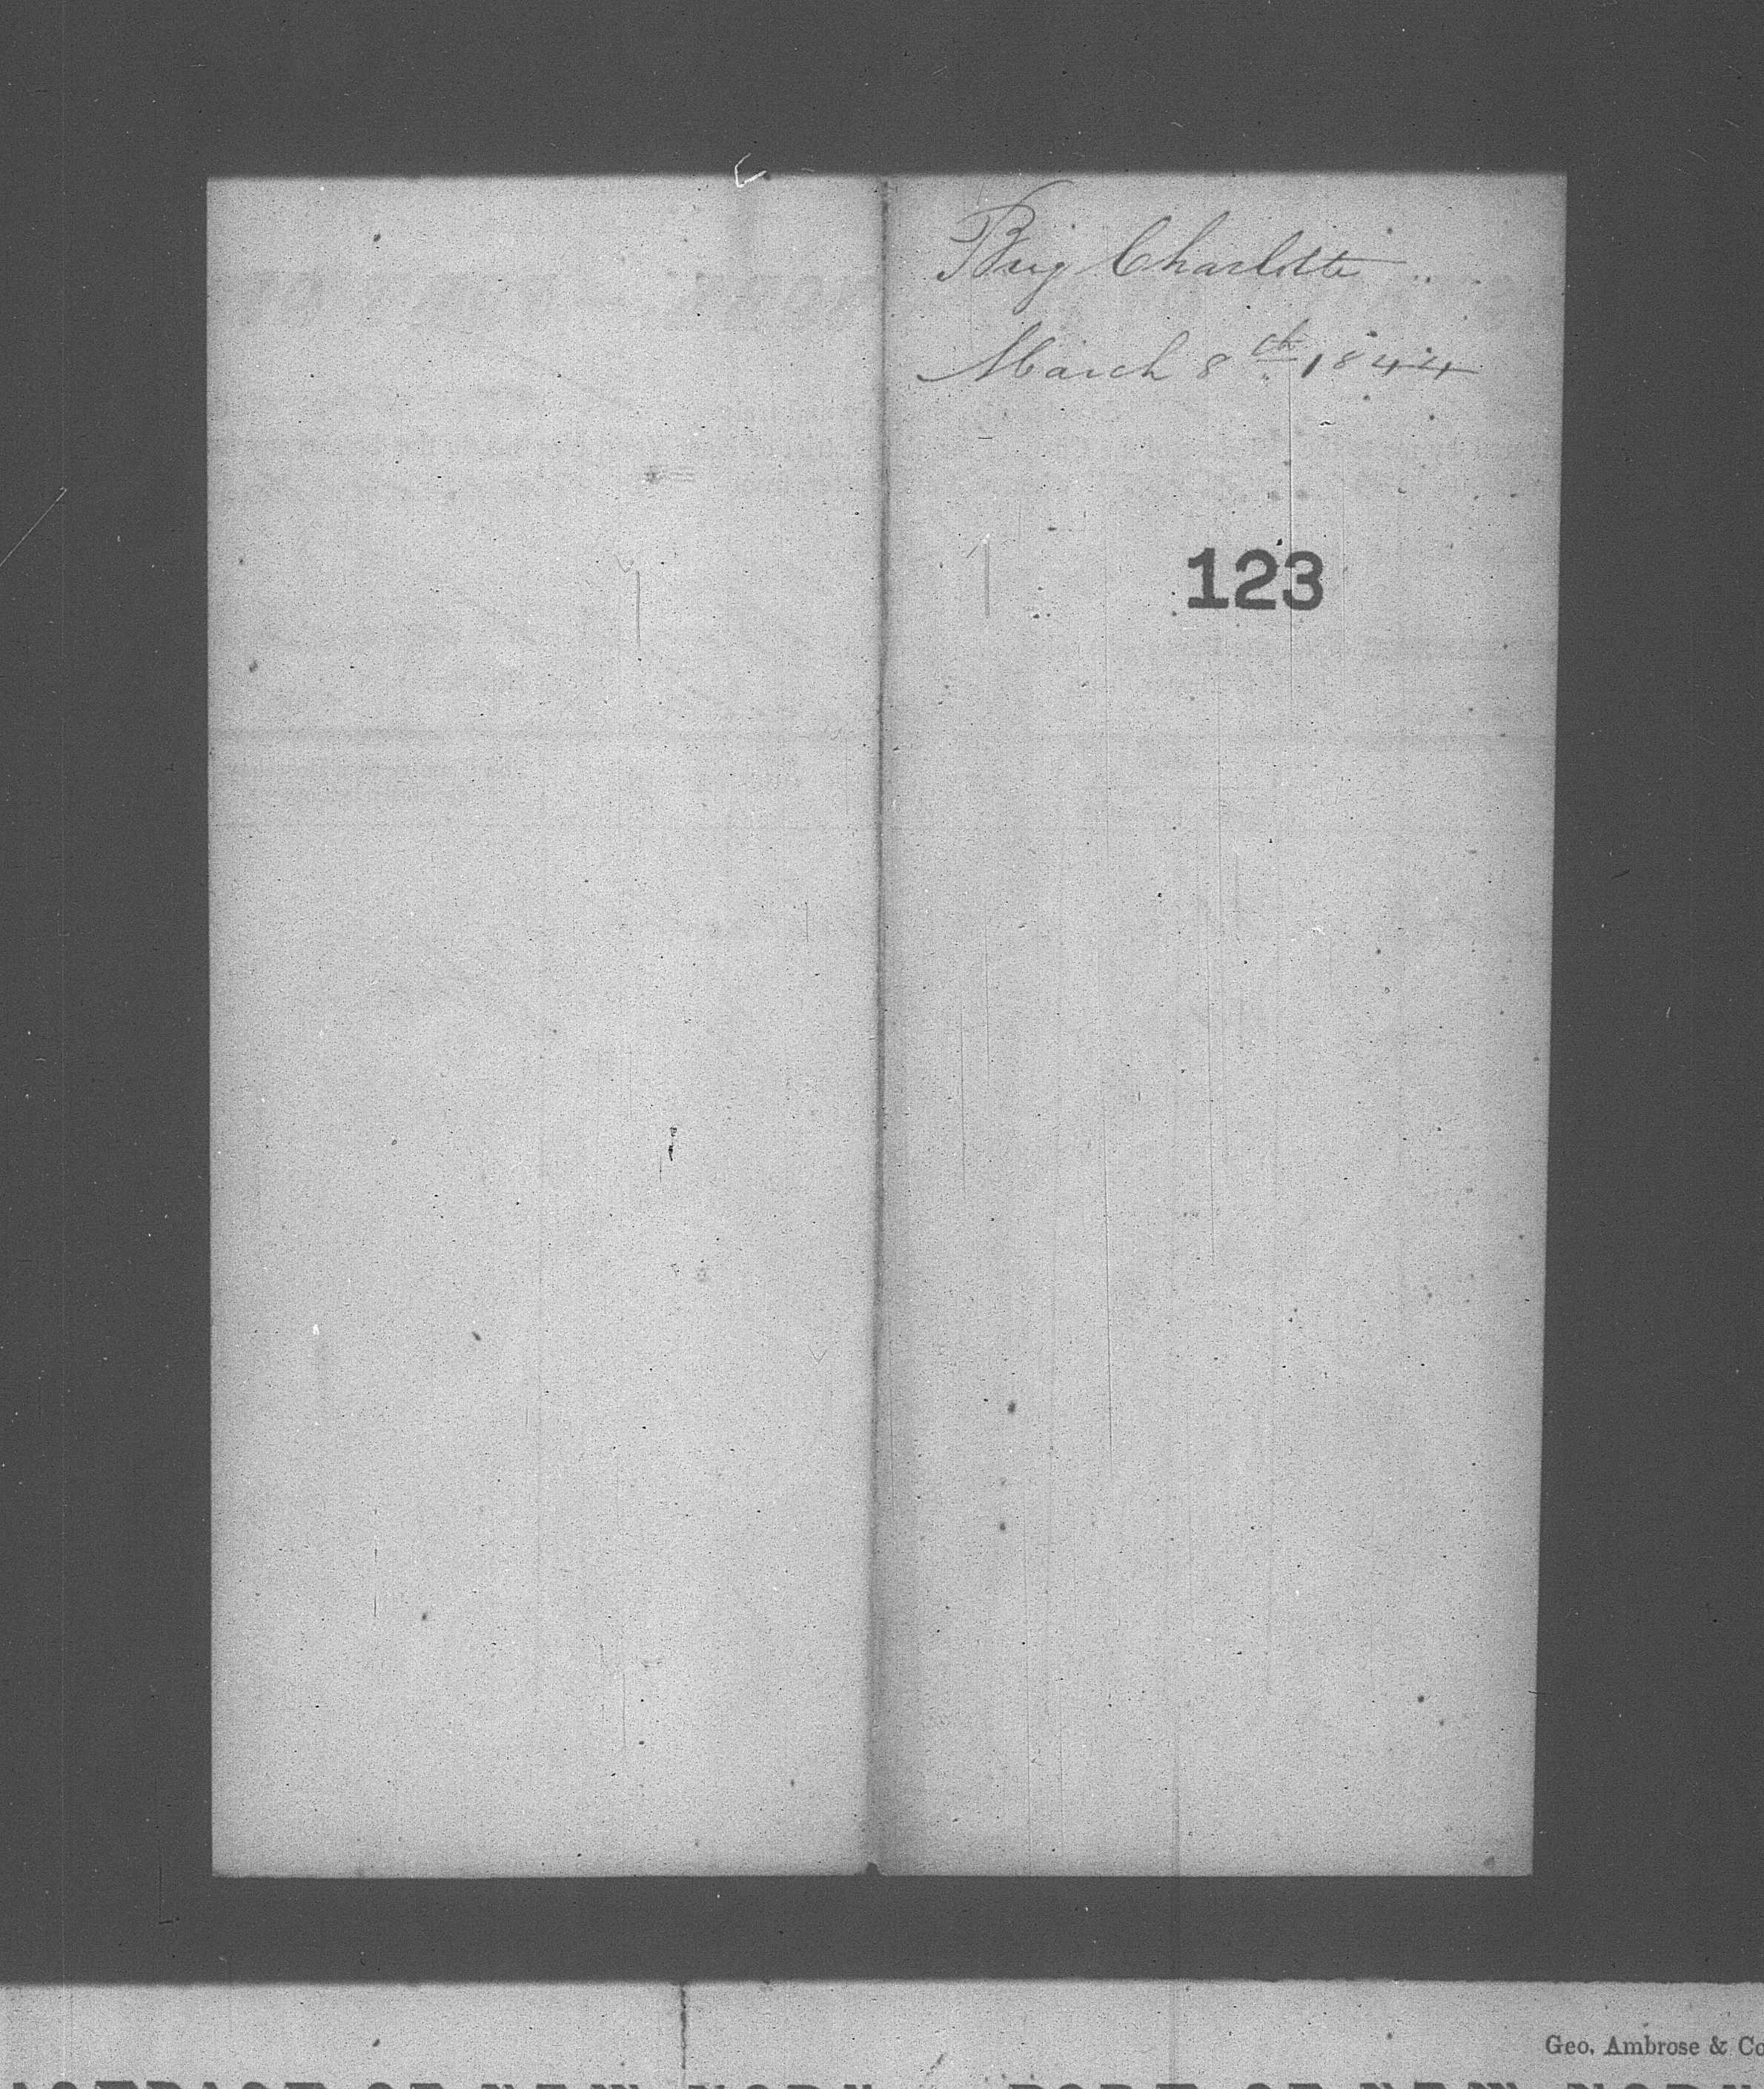 Brig Charlotte
March 8th 1844
123
Geo. Ambrose & Co